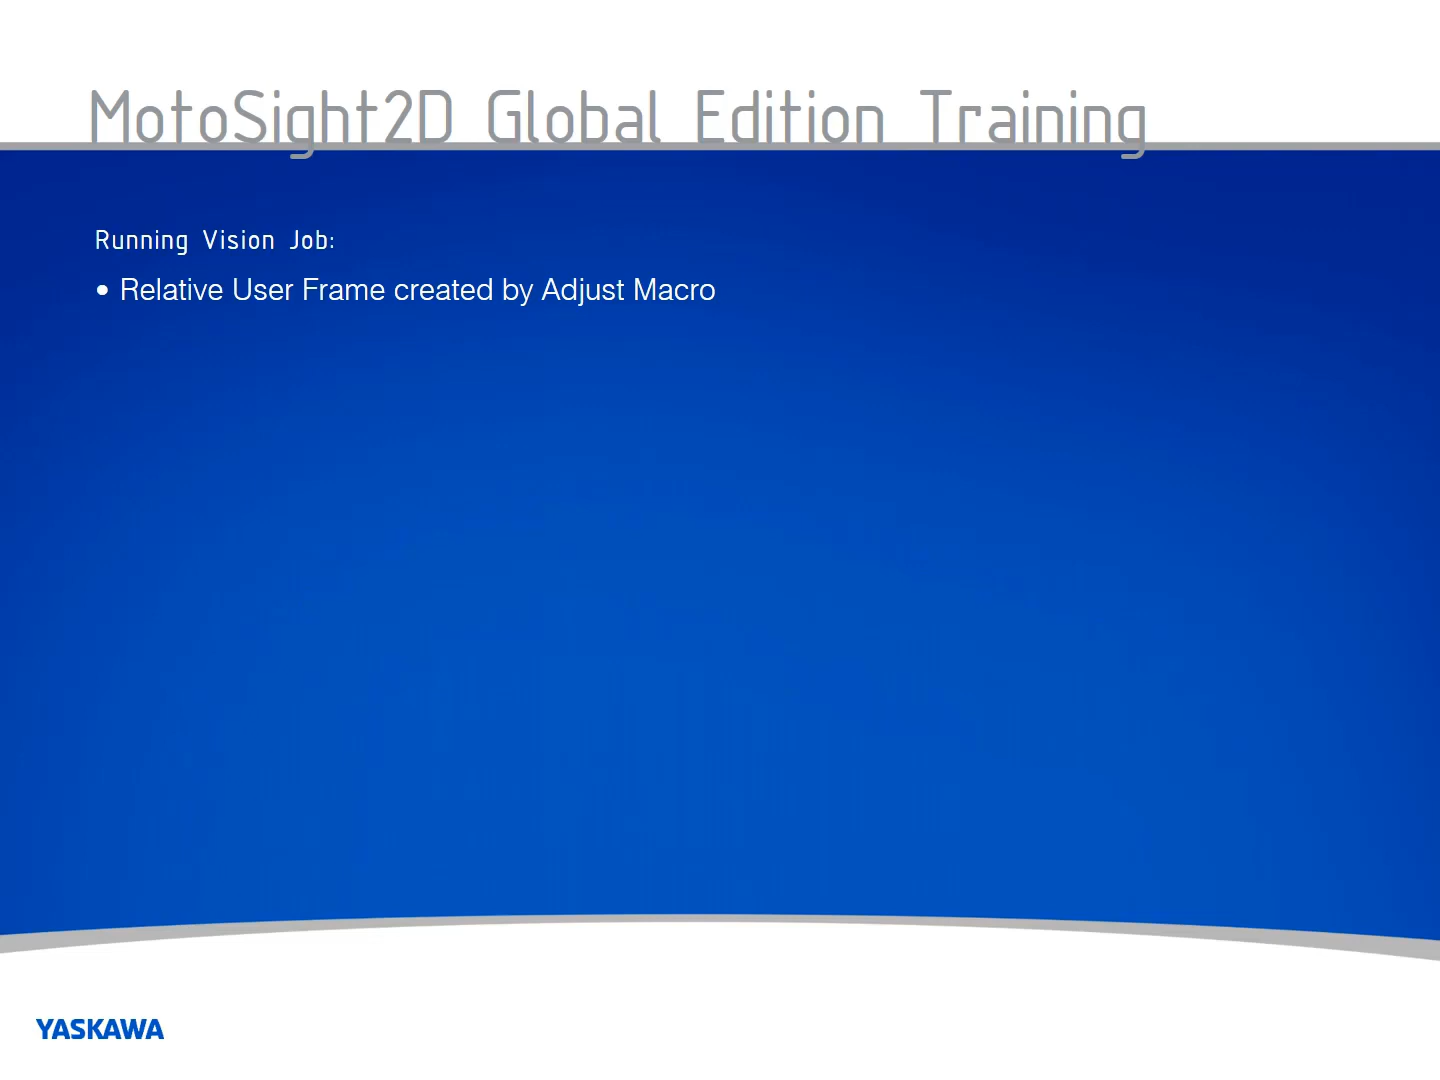 MotoSight2D Global Edition Training
Running Vision Job:
• Relative User Frame created by Adjust Macro
YASKAWA